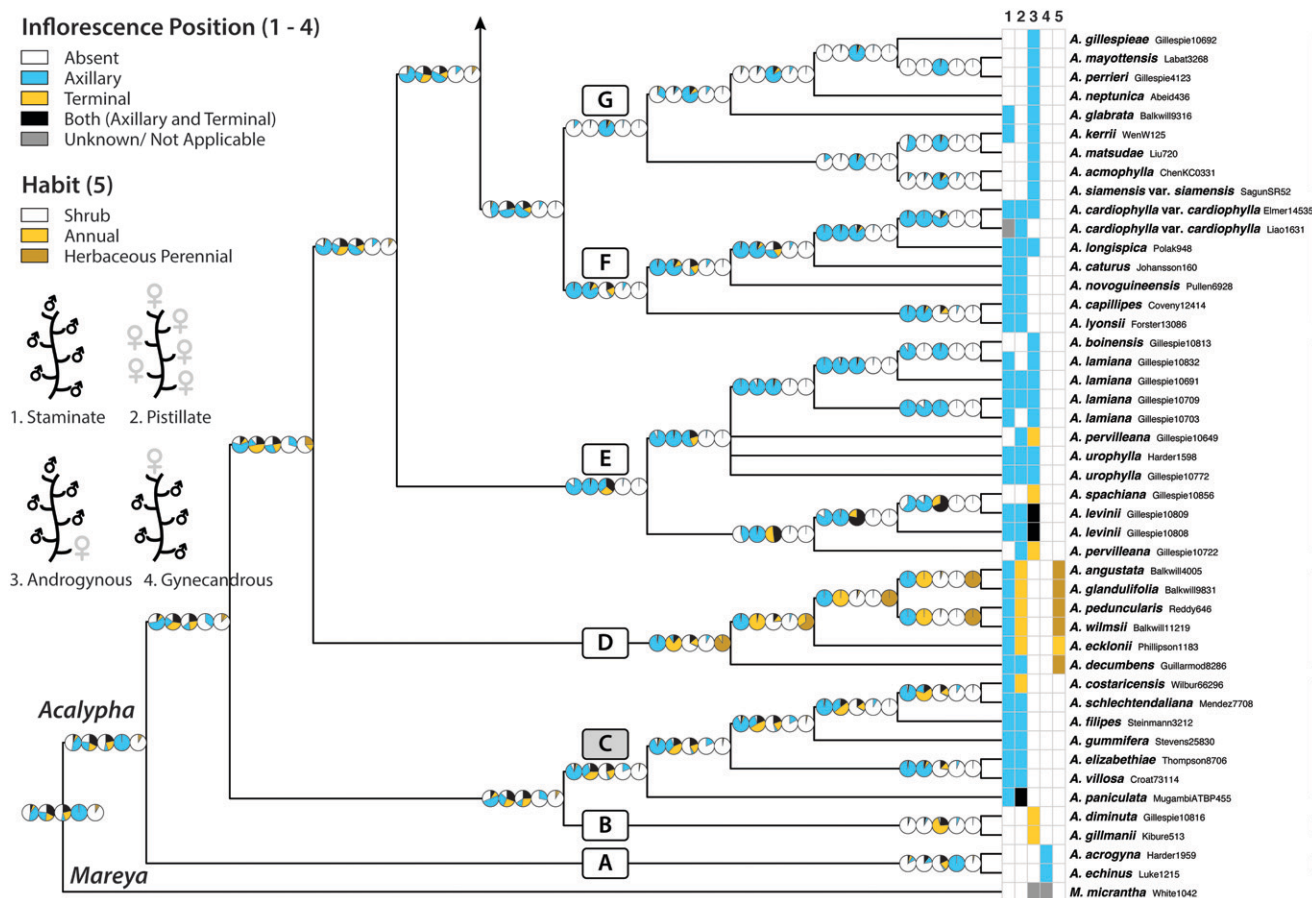 Inflorescence Position (1 - 4)
Absent
Axillary
Terminal
Both (Axillary and Terminal)
Unknown/ Not Applicable
Habit (5)
Shrub
Annual
Herbaceous Perennial
1. Staminate
2. Pistillate
3. Androgynous
4. Gynecandrous
Acalypha
Mareya
G
F
E
D
C
B
A
1 2 3 4 5
A. gillespieae Gillespie10692
A. mayottensis Labat3268
A. perrieri Gillespie4123
A. neptunica Abeid436
A. glabrata Balkwill9316
A. kerrii WenW125
A. matsudae Liu720
A. acmophylla ChenKC0331
A. siamensis var. siamensis SagunSR52
A. cardiophylla var. cardiophylla Elmer14535
A. cardiophylla var. cardiophylla Liao1631
A. longispica Polak948
A. caturus Johansson160
A. novoguineensis Pullen6928
A. capillipes Coveny12414
A. lyonsii Forster13086
A. boinensis Gillespie10813
A. lamiana Gillespie10832
A. lamiana Gillespie10691
A. lamiana Gillespie10709
A. lamiana Gillespie10703
A. pervilleana Gillespie10649
A. urophylla Harder1598
A. urophylla Gillespie10772
A. spachiana Gillespie10856
A. levinii Gillespie10809
A. levinii Gillespie10808
A. pervilleana Gillespie10722
A. angustata Balkwill4005
A. glandulifolia Balkwill9831
A. peduncularis Reddy646
A. wilmsii Balkwill11219
A. ecklonii Phillipson1183
A. decumbens Guillarmod8286
A. costaricensis Wilbur66296
A. schlechtendaliana Mendez7708
A. filipes Steinmann3212
A. gummifera Stevens25830
A. elizabethiae Thompson8706
A. villosa Croat73114
A. paniculata MugambiATBP455
A. diminuta Gillespie10816
A. gillmanii Kibure513
A. acrogyna Harder1959
A. echinus Luke1215
M. micrantha White1042